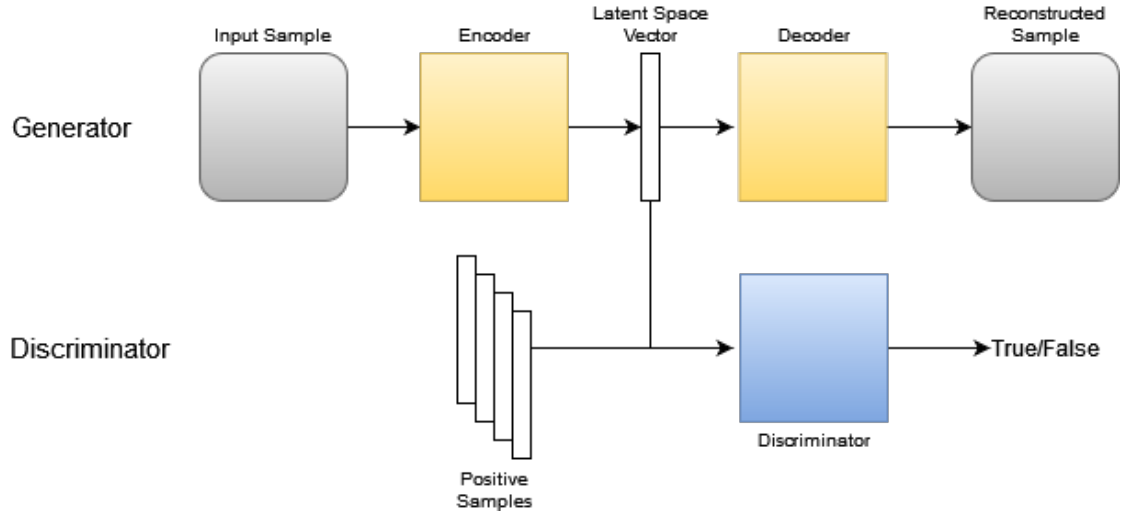 Input Sample
Encoder
Latent Space
Vector
Decoder
Reconstructed
Sample
Generator
Discriminator
True/False
Discriminator
Positive
Samples